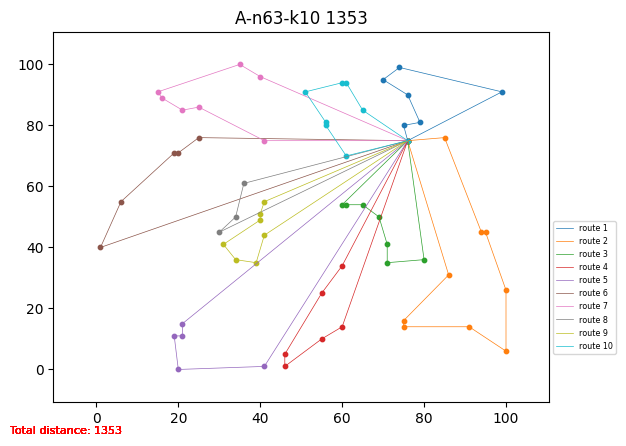 A-n63-k10 1353
100
80
60
40
20
0
0 20 40 60 80 100
route 1
route 2
route 3
route 4
route 5
route 6
route 7
route 8
route 9
route 10
Total distance: 1353